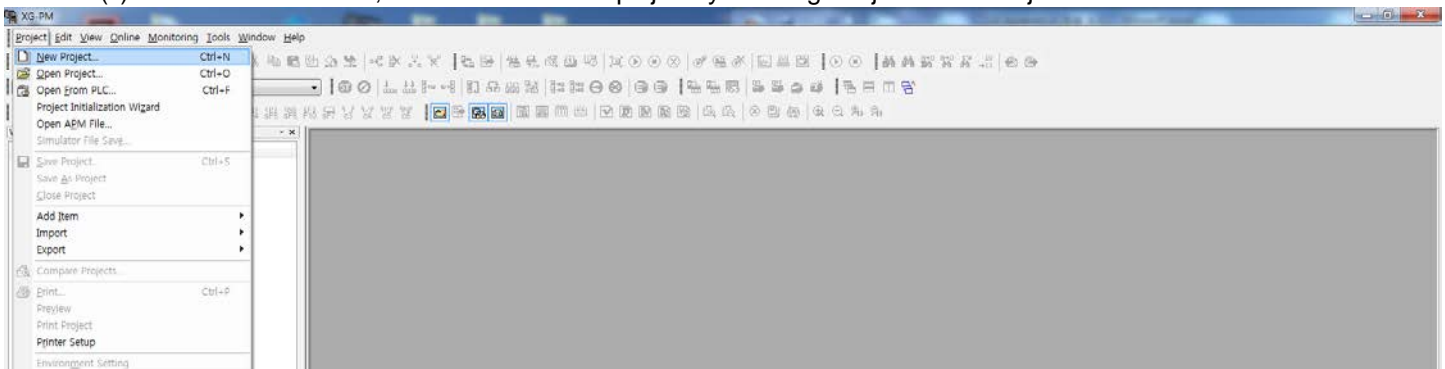 XG-PM
Project Edit View Online Monitoring Tools Window Help
New Project... Ctrl+N
Open Project... Ctrl+O
Open From PLC... Ctrl+F
Project Initialization Wizard
Open APM File...
Simulator File Save...
Save Project Ctrl+S
Save As Project
Close Project
Add Item
Import
Export
Compare Projects...
Print... Ctrl+P
Preview
Print Project
Printer Setup
Environment Setting